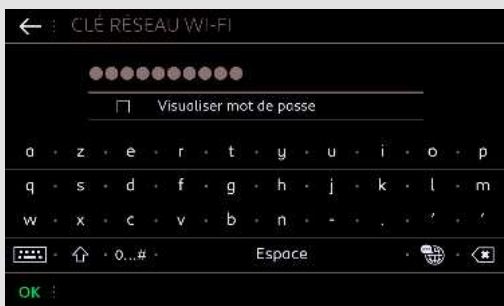 CLÉ RÉSEAU WI-FI
●●●●●●●●●●
Visualiser mot de passe
a z e r t y u i o p
q s d f g h j k l m
w x c v b n - . ' '
0...# Espace
OK